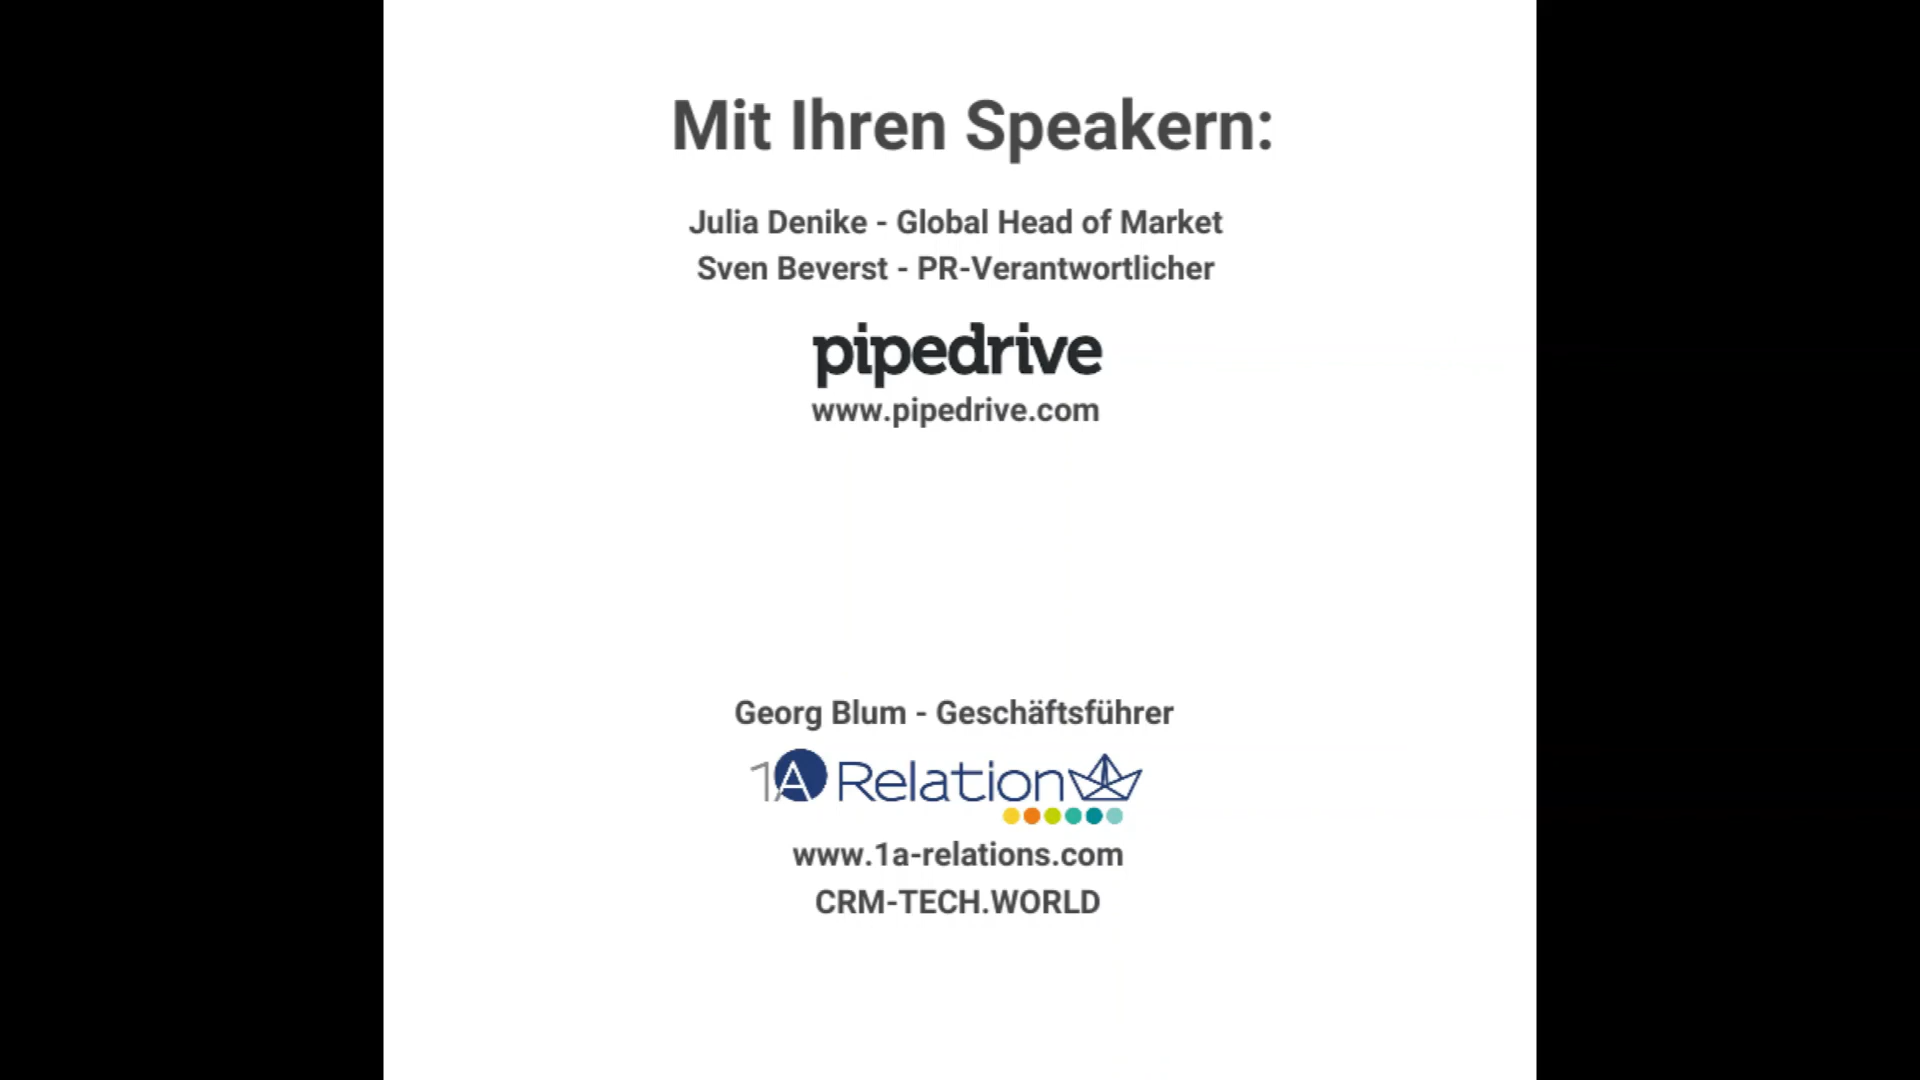 Mit Ihren Speakern:
Julia Denike - Global Head of Market
Sven Beverst - PR-Verantwortlicher
pipedrive
www.pipedrive.com
Georg Blum - Geschäftsführer
1A Relation
www.1a-relations.com
CRM-TECH.WORLD